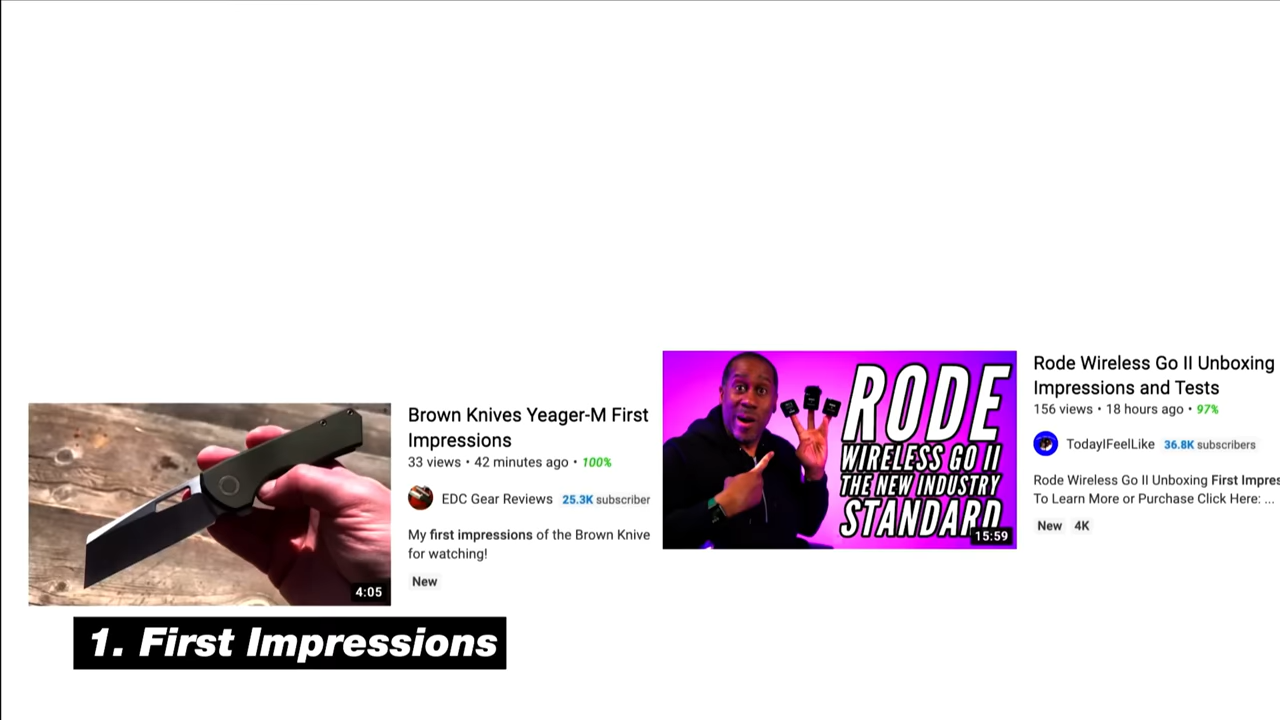 Brown Knives Yeager-M First
Impressions
33 views • 42 minutes ago • 100%
EDC Gear Reviews 25.3K subscriber
My first impressions of the Brown Knive
for watching!
New
4:05
RODE
WIRELESS GO II
THE NEW INDUSTRY
STANDARD
15:59
Rode Wireless Go II Unboxing
Impressions and Tests
156 views • 18 hours ago • 97%
TodayIFeelLike 36.8K subscribers
Rode Wireless Go II Unboxing First Impres
To Learn More or Purchase Click Here: ...
New 4K
1. First Impressions